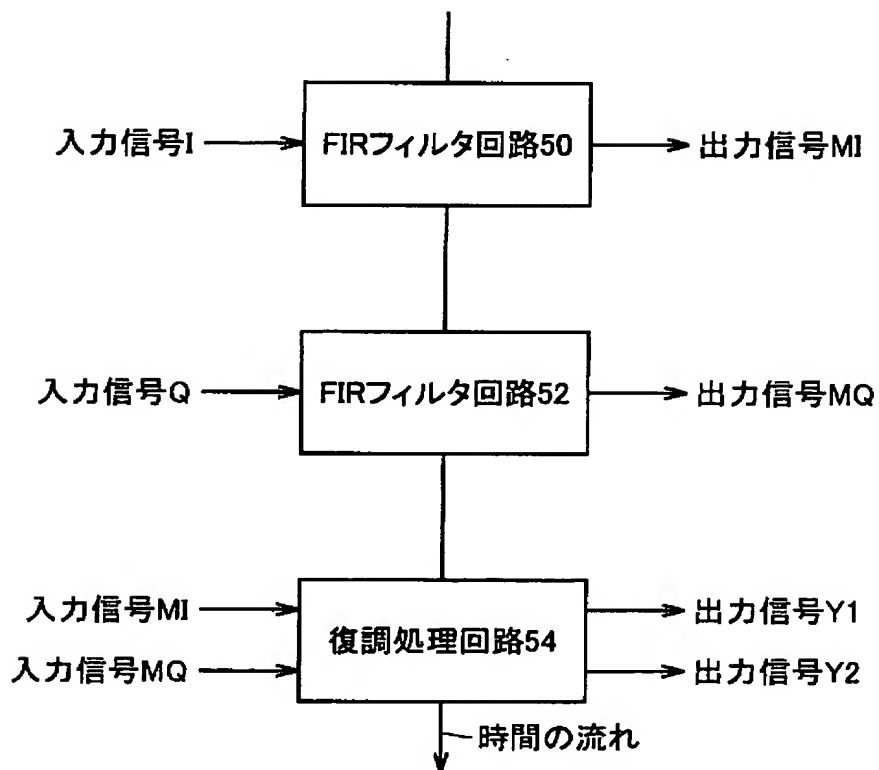 入力信号I
FIRフィルタ回路50
出力信号MI
入力信号Q
FIRフィルタ回路52
出力信号MQ
入力信号MI
入力信号MQ
復調処理回路54
出力信号Y1
出力信号Y2
時間の流れ